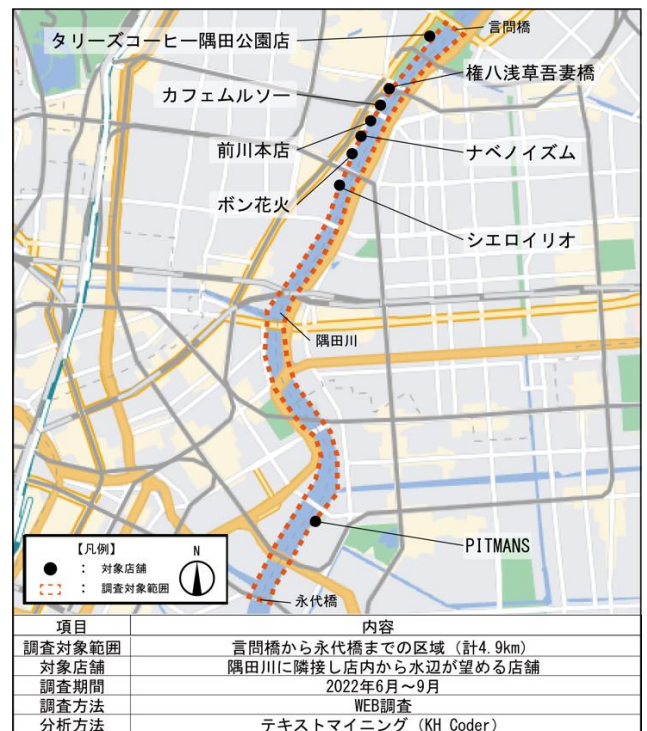 言問橋
タリーズコーヒー隅田公園店
権八浅草吾妻橋
カフェムルソー
前川本店
ナベノイズム
ボン花火
シエロイリオ
隅田川
PITMANS
【凡例】
● : 対象店舗
: 調査対象範囲
N
永代橋
項目 内容
調査対象範囲 言問橋から永代橋までの区域（計4.9km）
対象店舗 隅田川に隣接し店内から水辺が望める店舗
調査期間 2022年6月～9月
調査方法 WEB調査
分析方法 テキストマイニング（KH Coder）